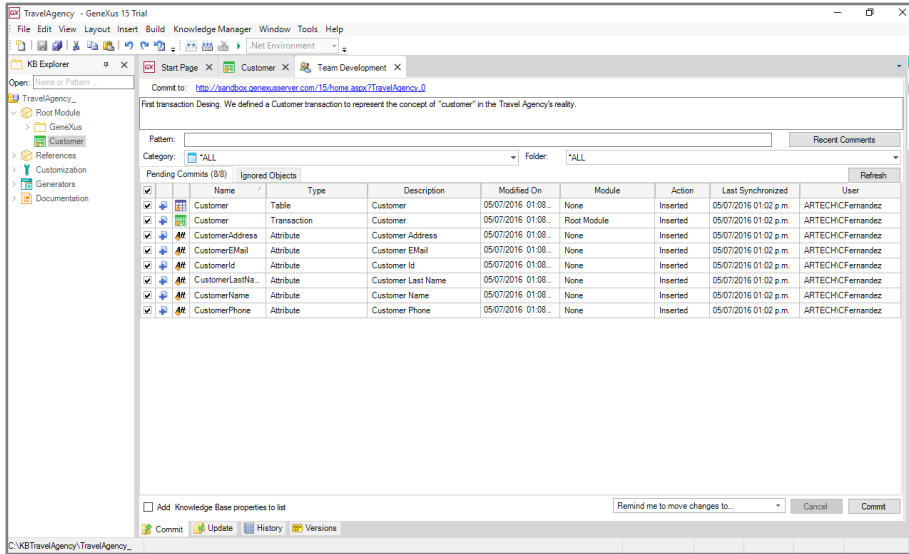 TravelAgency - GeneXus 15 Trial
File Edit View Layout Insert Build Knowledge Manager Window Tools Help
.Net Environment
KB Explorer
Start Page
Customer
Team Development
Open: Name or Pattern ...
TravelAgency_
Root Module
GeneXus
Customer
References
Customization
Generators
Documentation
Commit to: http://sandbox.genexusserver.com/15/home.aspx?TravelAgency,0
First transaction Desing. We defined a Customer transaction to represent the concept of "customer" in the Travel Agency's reality.
Pattern: Recent Comments
Category: *ALL Folder: *ALL
Pending Commits (8/8) Ignored Objects Refresh
Name Type Description Modified On Module Action Last Synchronized User
Customer Table Customer 05/07/2016 01:08... None Inserted 05/07/2016 01:02 p.m. ARTECH\CFernandez
Customer Transaction Customer 05/07/2016 01:08... Root Module Inserted 05/07/2016 01:02 p.m. ARTECH\CFernandez
CustomerAddress Attribute Customer Address 05/07/2016 01:08... None Inserted 05/07/2016 01:02 p.m. ARTECH\CFernandez
CustomerEMail Attribute Customer EMail 05/07/2016 01:08... None Inserted 05/07/2016 01:02 p.m. ARTECH\CFernandez
CustomerId Attribute Customer Id 05/07/2016 01:08... None Inserted 05/07/2016 01:02 p.m. ARTECH\CFernandez
CustomerLastNa... Attribute Customer Last Name 05/07/2016 01:08... None Inserted 05/07/2016 01:02 p.m. ARTECH\CFernandez
CustomerName Attribute Customer Name 05/07/2016 01:08... None Inserted 05/07/2016 01:02 p.m. ARTECH\CFernandez
CustomerPhone Attribute Customer Phone 05/07/2016 01:08... None Inserted 05/07/2016 01:02 p.m. ARTECH\CFernandez
Add Knowledge Base properties to list
Remind me to move changes to... Cancel Commit
Commit Update History Versions
C:\KBTravelAgency\TravelAgency_